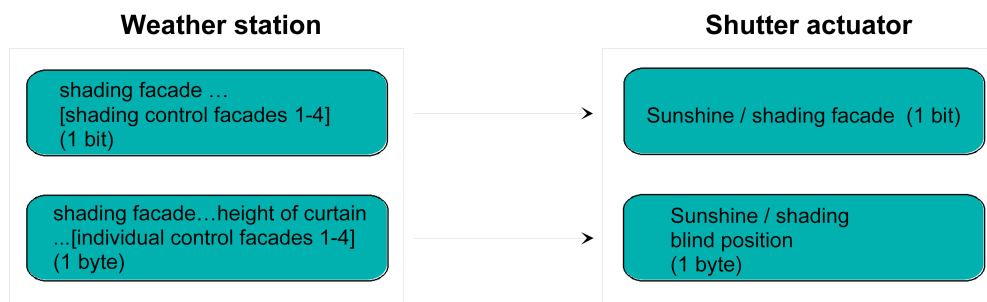 Weather station
Shutter actuator
shading facade …
[shading control facades 1-4]
(1 bit)
Sunshine / shading facade  (1 bit)
shading facade…height of curtain
...[individual control facades 1-4]
(1 byte)
Sunshine / shading
blind position
(1 byte)